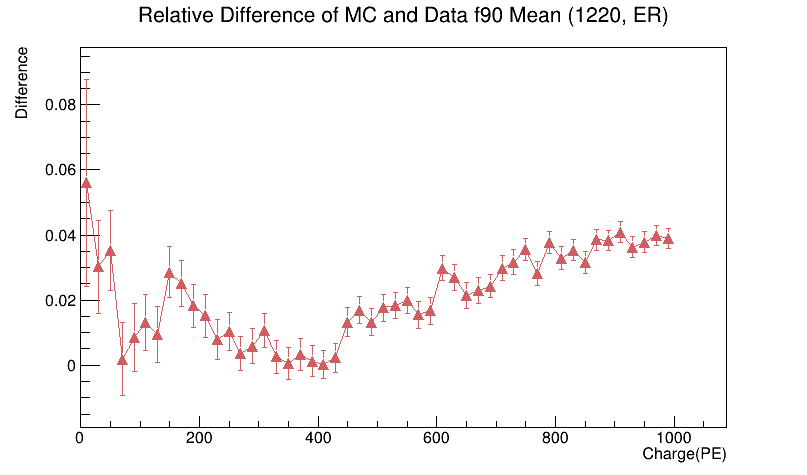 Relative Difference of MC and Data f90 Mean (1220, ER)
Difference
0.08
0.06
0.04
0.02
0
0 200 400 600 800 1000
Charge(PE)